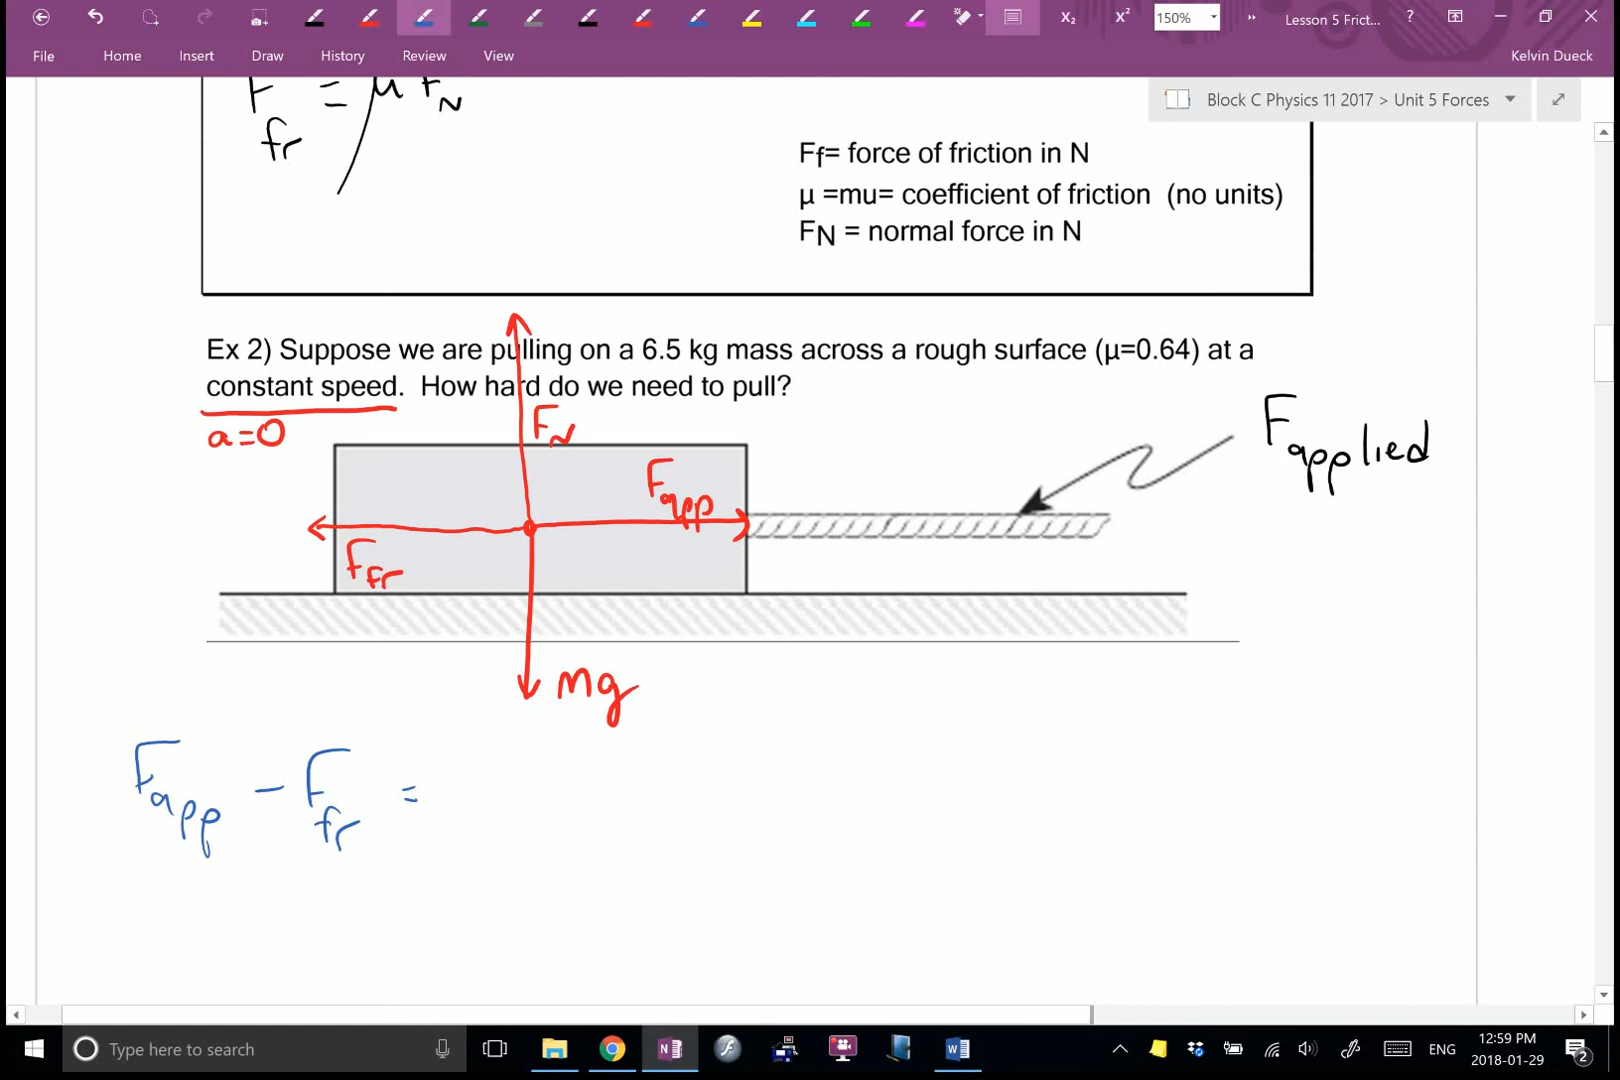 150%
Lesson 5 Frict...
?
X₂
X²
File
Home
Insert
Draw
History
Review
View
Kelvin Dueck
Block C Physics 11 2017 > Unit 5 Forces
F = μ F
fr
N
Ff= force of friction in N
μ =mu= coefficient of friction (no units)
FN = normal force in N
Ex 2) Suppose we are pulling on a 6.5 kg mass across a rough surface (μ=0.64) at a
constant speed. How hard do we need to pull?
a=0
FN
Fapp
Fapplied
Ffr
mg
Fapp - Ffr =
Type here to search
ENG
12:59 PM
2018-01-29
2